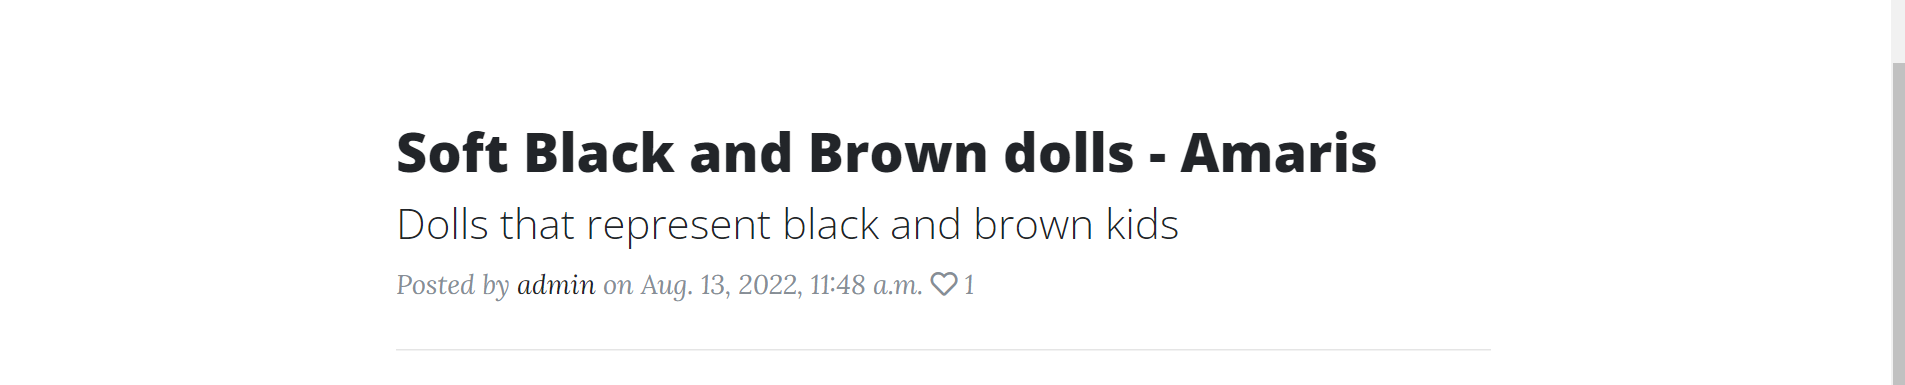 Soft Black and Brown dolls - Amaris
Dolls that represent black and brown kids
Posted by admin on Aug. 13, 2022, 11:48 a.m. ♡ 1